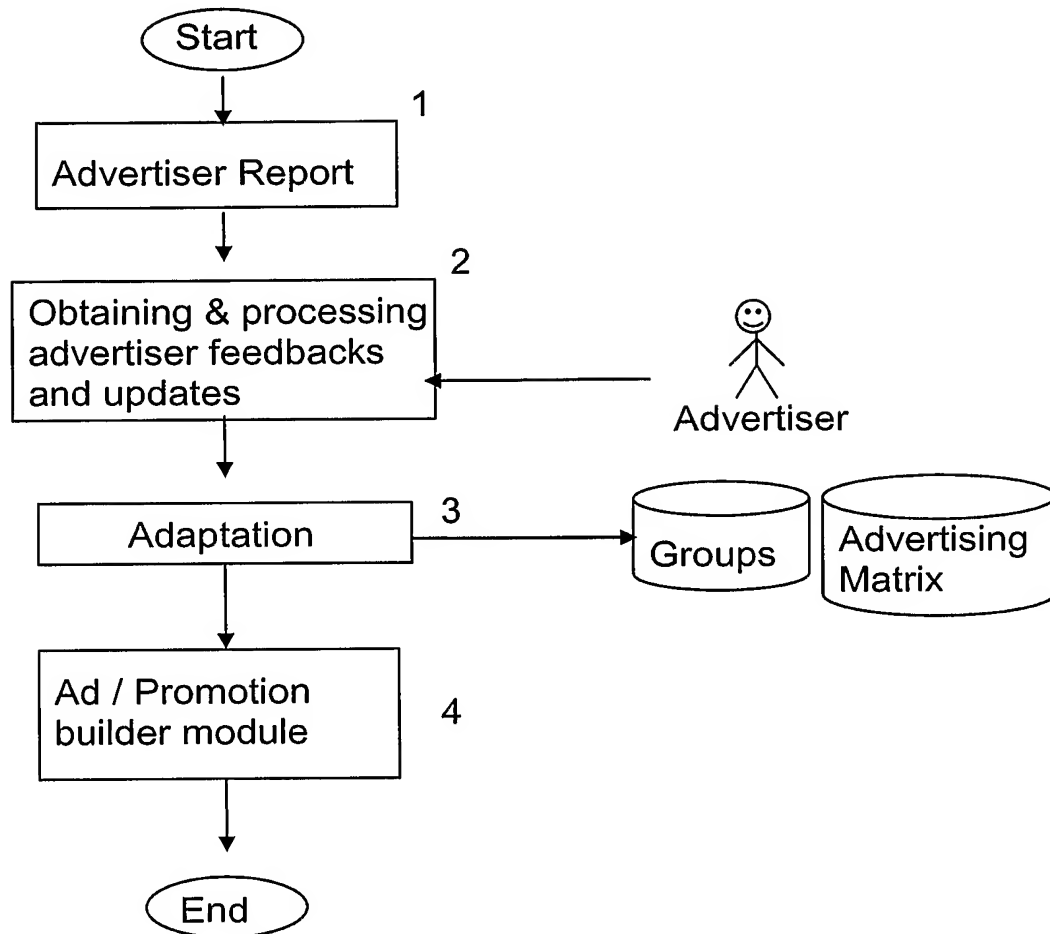 Start
1
Advertiser Report
2
Obtaining & processing
advertiser feedbacks
and updates
Advertiser
3
Adaptation
Groups
Advertising
Matrix
Ad / Promotion
builder module
4
End